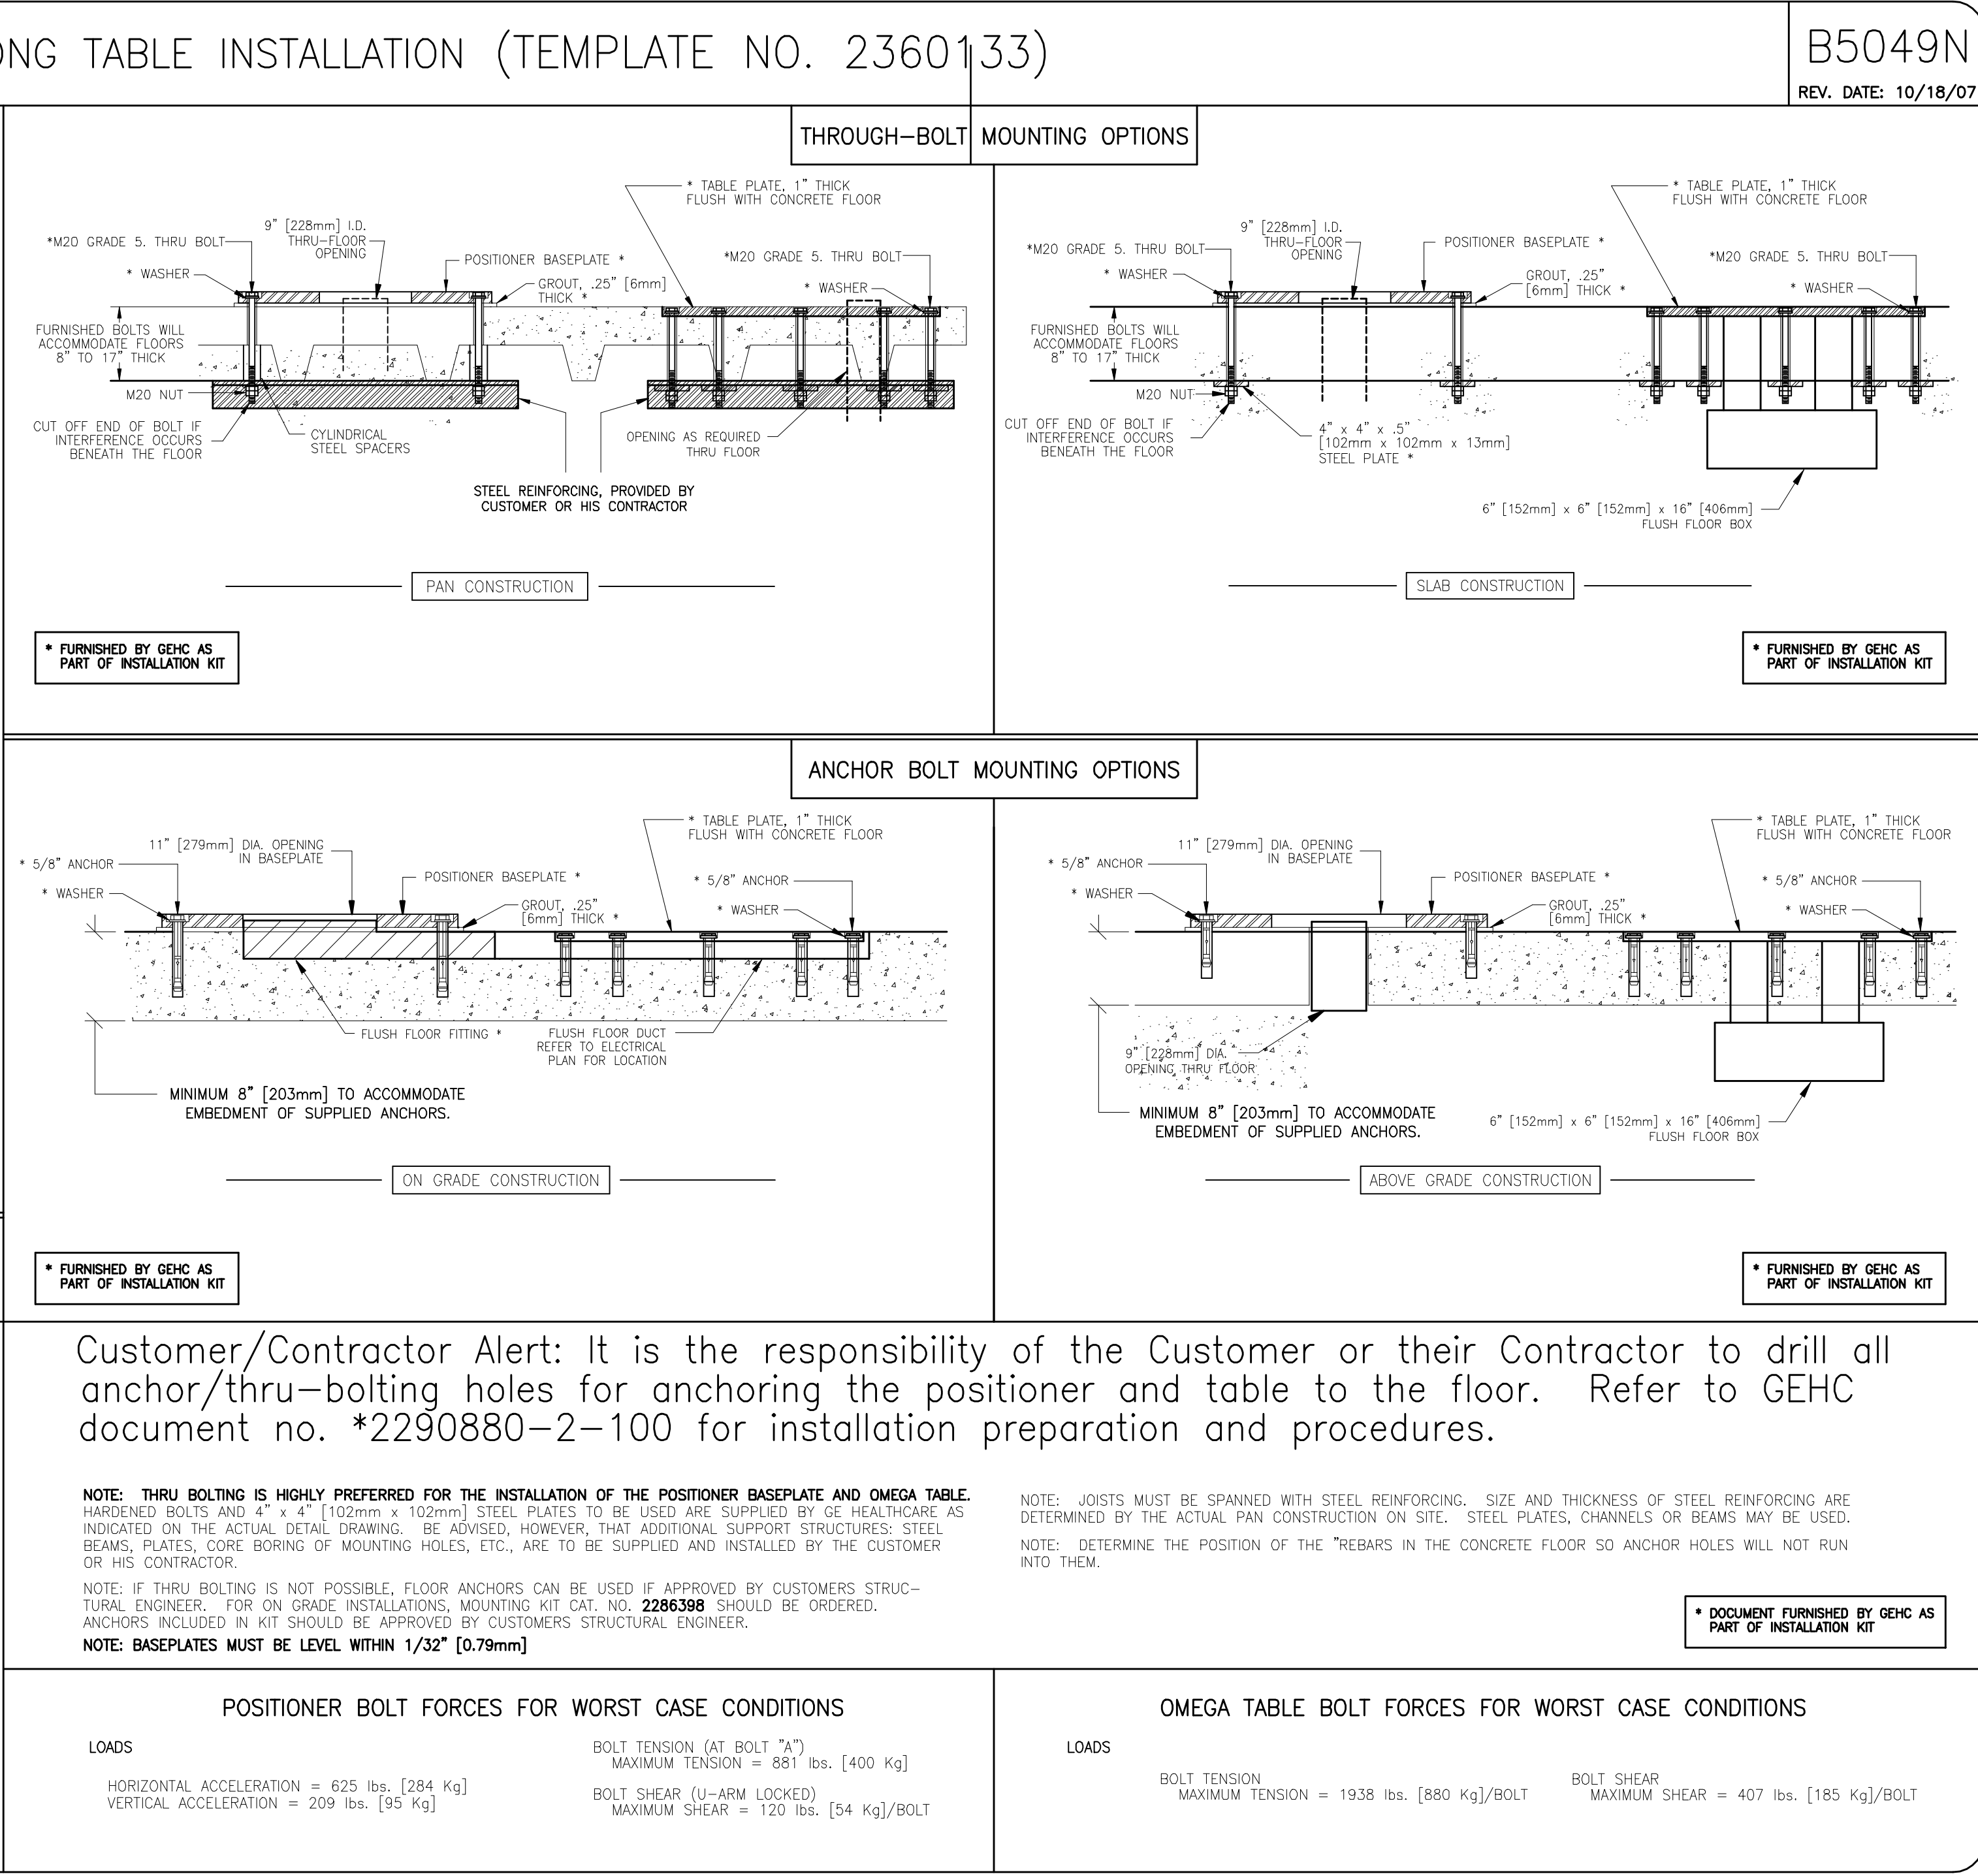 NG TABLE INSTALLATION (TEMPLATE NO. 2360133)
B5049N
REV. DATE: 10/18/07
THROUGH-BOLT MOUNTING OPTIONS
* TABLE PLATE, 1" THICK
FLUSH WITH CONCRETE FLOOR
9" [228mm] I.D.
THRU-FLOOR
OPENING
*M20 GRADE 5. THRU BOLT
* WASHER
POSITIONER BASEPLATE *
GROUT, .25" [6mm]
THICK *
*M20 GRADE 5. THRU BOLT
* WASHER
FURNISHED BOLTS WILL
ACCOMMODATE FLOORS
8" TO 17" THICK
M20 NUT
CUT OFF END OF BOLT IF
INTERFERENCE OCCURS
BENEATH THE FLOOR
CYLINDRICAL
STEEL SPACERS
OPENING AS REQUIRED
THRU FLOOR
STEEL REINFORCING, PROVIDED BY
CUSTOMER OR HIS CONTRACTOR
PAN CONSTRUCTION
* FURNISHED BY GEHC AS
PART OF INSTALLATION KIT
* TABLE PLATE, 1" THICK
FLUSH WITH CONCRETE FLOOR
9" [228mm] I.D.
THRU-FLOOR
OPENING
*M20 GRADE 5. THRU BOLT
* WASHER
POSITIONER BASEPLATE *
GROUT, .25"
[6mm] THICK *
*M20 GRADE 5. THRU BOLT
* WASHER
FURNISHED BOLTS WILL
ACCOMMODATE FLOORS
8" TO 17" THICK
M20 NUT
CUT OFF END OF BOLT IF
INTERFERENCE OCCURS
BENEATH THE FLOOR
4" x 4" x .5"
[102mm x 102mm x 13mm]
STEEL PLATE *
6" [152mm] x 6" [152mm] x 16" [406mm]
FLUSH FLOOR BOX
SLAB CONSTRUCTION
* FURNISHED BY GEHC AS
PART OF INSTALLATION KIT
ANCHOR BOLT MOUNTING OPTIONS
* TABLE PLATE, 1" THICK
FLUSH WITH CONCRETE FLOOR
11" [279mm] DIA. OPENING
IN BASEPLATE
* 5/8" ANCHOR
* WASHER
POSITIONER BASEPLATE *
GROUT, .25"
[6mm] THICK *
* 5/8" ANCHOR
* WASHER
FLUSH FLOOR FITTING *
FLUSH FLOOR DUCT
REFER TO ELECTRICAL
PLAN FOR LOCATION
MINIMUM 8" [203mm] TO ACCOMMODATE
EMBEDMENT OF SUPPLIED ANCHORS.
ON GRADE CONSTRUCTION
* FURNISHED BY GEHC AS
PART OF INSTALLATION KIT
* TABLE PLATE, 1" THICK
FLUSH WITH CONCRETE FLOOR
11" [279mm] DIA. OPENING
IN BASEPLATE
* 5/8" ANCHOR
* WASHER
POSITIONER BASEPLATE *
GROUT, .25"
[6mm] THICK *
* 5/8" ANCHOR
* WASHER
9" [228mm] DIA.
OPENING THRU FLOOR
MINIMUM 8" [203mm] TO ACCOMMODATE
EMBEDMENT OF SUPPLIED ANCHORS.
6" [152mm] x 6" [152mm] x 16" [406mm]
FLUSH FLOOR BOX
ABOVE GRADE CONSTRUCTION
* FURNISHED BY GEHC AS
PART OF INSTALLATION KIT
Customer/Contractor Alert: It is the responsibility of the Customer or their Contractor to drill all
anchor/thru-bolting holes for anchoring the positioner and table to the floor. Refer to GEHC
document no. *2290880-2-100 for installation preparation and procedures.
NOTE: THRU BOLTING IS HIGHLY PREFERRED FOR THE INSTALLATION OF THE POSITIONER BASEPLATE AND OMEGA TABLE.
HARDENED BOLTS AND 4" x 4" [102mm x 102mm] STEEL PLATES TO BE USED ARE SUPPLIED BY GE HEALTHCARE AS
INDICATED ON THE ACTUAL DETAIL DRAWING. BE ADVISED, HOWEVER, THAT ADDITIONAL SUPPORT STRUCTURES: STEEL
BEAMS, PLATES, CORE BORING OF MOUNTING HOLES, ETC., ARE TO BE SUPPLIED AND INSTALLED BY THE CUSTOMER
OR HIS CONTRACTOR.
NOTE: IF THRU BOLTING IS NOT POSSIBLE, FLOOR ANCHORS CAN BE USED IF APPROVED BY CUSTOMERS STRUC-
TURAL ENGINEER. FOR ON GRADE INSTALLATIONS, MOUNTING KIT CAT. NO. 2286398 SHOULD BE ORDERED.
ANCHORS INCLUDED IN KIT SHOULD BE APPROVED BY CUSTOMERS STRUCTURAL ENGINEER.
NOTE: BASEPLATES MUST BE LEVEL WITHIN 1/32" [0.79mm]
NOTE: JOISTS MUST BE SPANNED WITH STEEL REINFORCING. SIZE AND THICKNESS OF STEEL REINFORCING ARE
DETERMINED BY THE ACTUAL PAN CONSTRUCTION ON SITE. STEEL PLATES, CHANNELS OR BEAMS MAY BE USED.
NOTE: DETERMINE THE POSITION OF THE "REBARS IN THE CONCRETE FLOOR SO ANCHOR HOLES WILL NOT RUN
INTO THEM.
* DOCUMENT FURNISHED BY GEHC AS
PART OF INSTALLATION KIT
POSITIONER BOLT FORCES FOR WORST CASE CONDITIONS
LOADS
HORIZONTAL ACCELERATION = 625 lbs. [284 Kg]
VERTICAL ACCELERATION = 209 lbs. [95 Kg]
BOLT TENSION (AT BOLT "A")
MAXIMUM TENSION = 881 lbs. [400 Kg]
BOLT SHEAR (U-ARM LOCKED)
MAXIMUM SHEAR = 120 lbs. [54 Kg]/BOLT
OMEGA TABLE BOLT FORCES FOR WORST CASE CONDITIONS
LOADS
BOLT TENSION
MAXIMUM TENSION = 1938 lbs. [880 Kg]/BOLT
BOLT SHEAR
MAXIMUM SHEAR = 407 lbs. [185 Kg]/BOLT